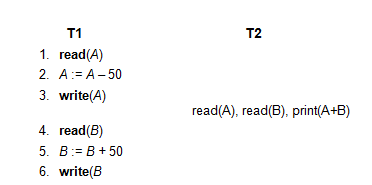 T1 T2
1. read(A)
2. A := A – 50
3. write(A)
read(A), read(B), print(A+B)
4. read(B)
5. B := B + 50
6. write(B